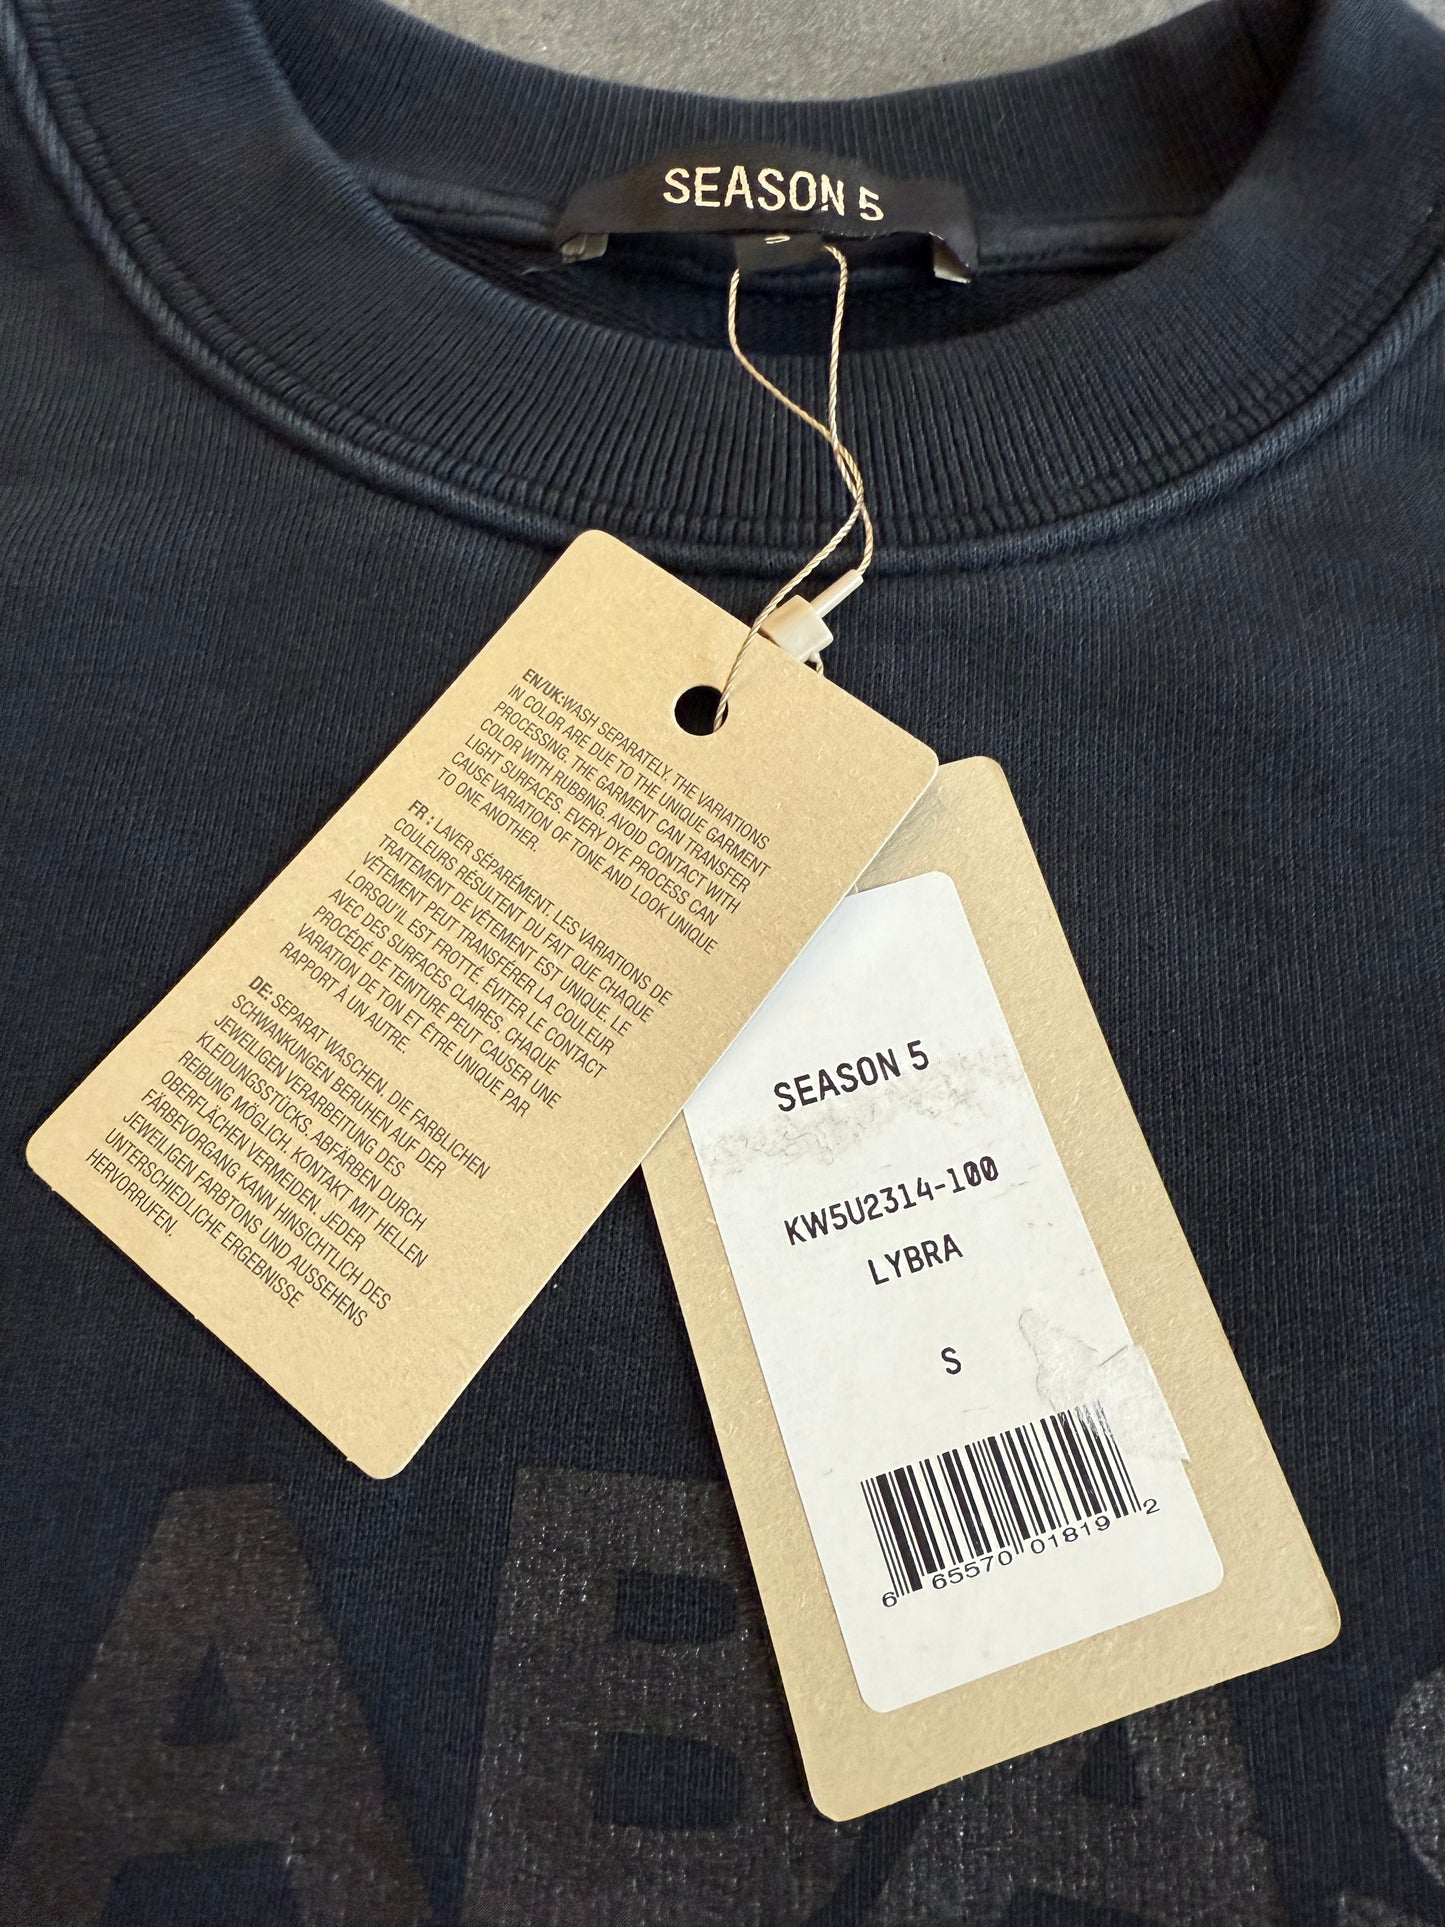 SEASON 5
S
EN/UK:WASH SEPARATELY. THE VARIATIONS
IN COLOR ARE DUE TO THE UNIQUE GARMENT
PROCESSING. THE GARMENT CAN TRANSFER
COLOR WITH RUBBING. AVOID CONTACT WITH
LIGHT SURFACES. EVERY DYE PROCESS CAN
CAUSE VARIATION OF TONE AND LOOK UNIQUE
TO ONE ANOTHER.
FR : LAVER SÉPARÉMENT. LES VARIATIONS DE
COULEURS RÉSULTENT DU FAIT QUE CHAQUE
TRAITEMENT DE VÊTEMENT EST UNIQUE. LE
VÊTEMENT PEUT TRANSFÉRER LA COULEUR
LORSQU'IL EST FROTTÉ. ÉVITER LE CONTACT
AVEC DES SURFACES CLAIRES. CHAQUE
PROCÉDÉ DE TEINTURE PEUT CAUSER UNE
VARIATION DE TON ET ÊTRE UNIQUE PAR
RAPPORT À UN AUTRE.
DE: SEPARAT WASCHEN. DIE FARBLICHEN
SCHWANKUNGEN BERUHEN AUF DER
JEWEILIGEN VERARBEITUNG DES
KLEIDUNGSSTÜCKS. ABFÄRBEN DURCH
REIBUNG MÖGLICH. KONTAKT MIT HELLEN
OBERFLÄCHEN VERMEIDEN. JEDER
FÄRBEVORGANG KANN HINSICHTLICH DES
JEWEILIGEN FARBTONS UND AUSSEHENS
UNTERSCHIEDLICHE ERGEBNISSE
HERVORRUFEN.
SEASON 5
KW5U2314-100
LYBRA
S
6 65570 01819 2